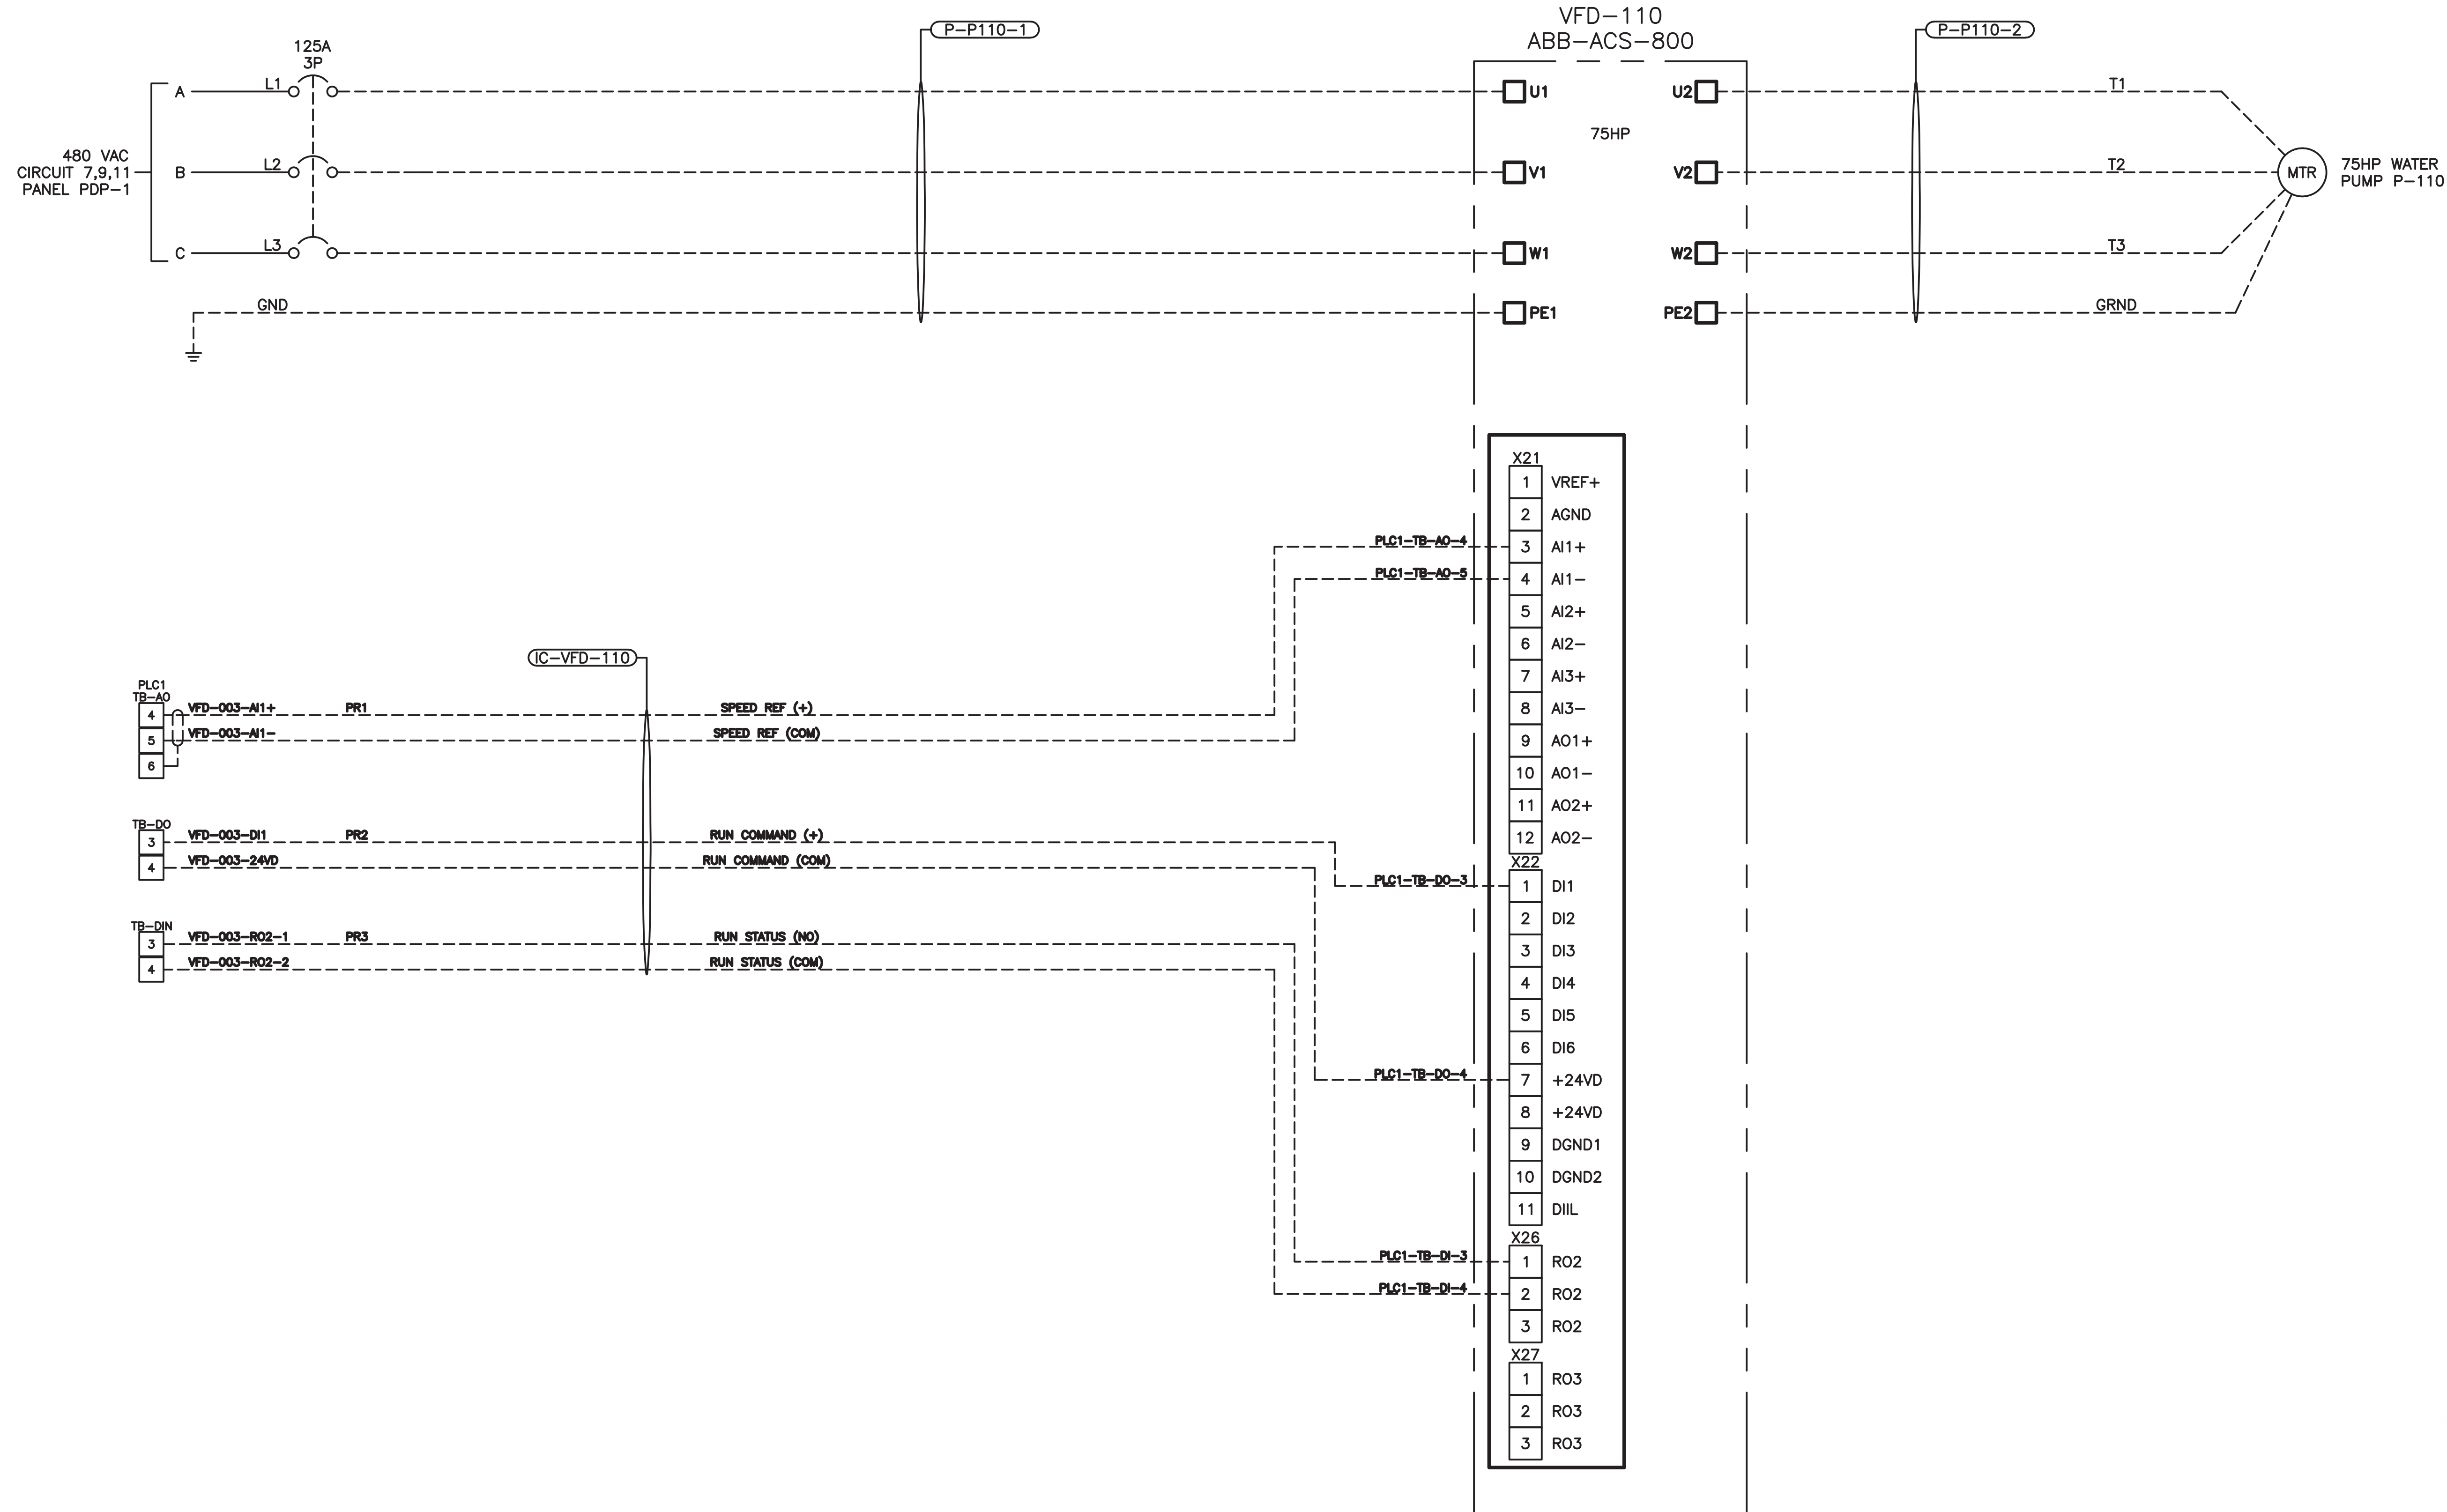 VFD-110
ABB-ACS-800
P-P110-1
P-P110-2
125A
3P
480 VAC
CIRCUIT 7,9,11
PANEL PDP-1
A
L1
B
L2
C
L3
GND
U1
V1
W1
PE1
75HP
U2
V2
W2
PE2
T1
T2
T3
GRND
MTR
75HP WATER
PUMP P-110
IC-VFD-110
PLC1
TB-AO
4
VFD-003-AI1+
PR1
SPEED REF (+)
5
VFD-003-AI1-
SPEED REF (COM)
6
TB-DO
3
VFD-003-DI1
PR2
RUN COMMAND (+)
4
VFD-003-24VD
RUN COMMAND (COM)
TB-DIN
3
VFD-003-RO2-1
PR3
RUN STATUS (NO)
4
VFD-003-RO2-2
RUN STATUS (COM)
X21
1 VREF+
2 AGND
PLC1-TB-AO-4
3 AI1+
PLC1-TB-AO-5
4 AI1-
5 AI2+
6 AI2-
7 AI3+
8 AI3-
9 AO1+
10 AO1-
11 AO2+
12 AO2-
X22
PLC1-TB-DO-3
1 DI1
2 DI2
3 DI3
4 DI4
5 DI5
6 DI6
PLC1-TB-DO-4
7 +24VD
8 +24VD
9 DGND1
10 DGND2
11 DIIL
X26
PLC1-TB-DI-3
1 RO2
PLC1-TB-DI-4
2 RO2
3 RO2
X27
1 RO3
2 RO3
3 RO3